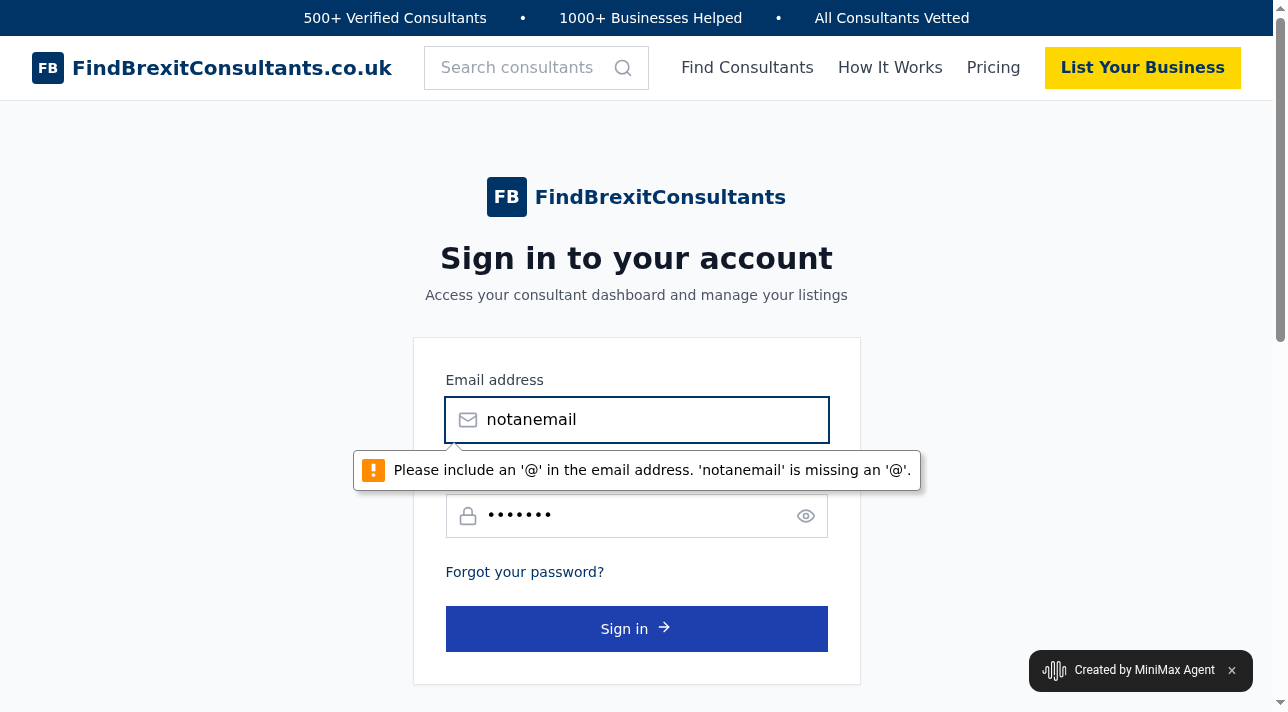 500+ Verified Consultants • 1000+ Businesses Helped • All Consultants Vetted
FB FindBrexitConsultants.co.uk Search consultants Find Consultants How It Works Pricing List Your Business
FB FindBrexitConsultants
Sign in to your account
Access your consultant dashboard and manage your listings
Email address
notanemail
Please include an '@' in the email address. 'notanemail' is missing an '@'.
•••••••
Forgot your password?
Sign in →
Created by MiniMax Agent ×